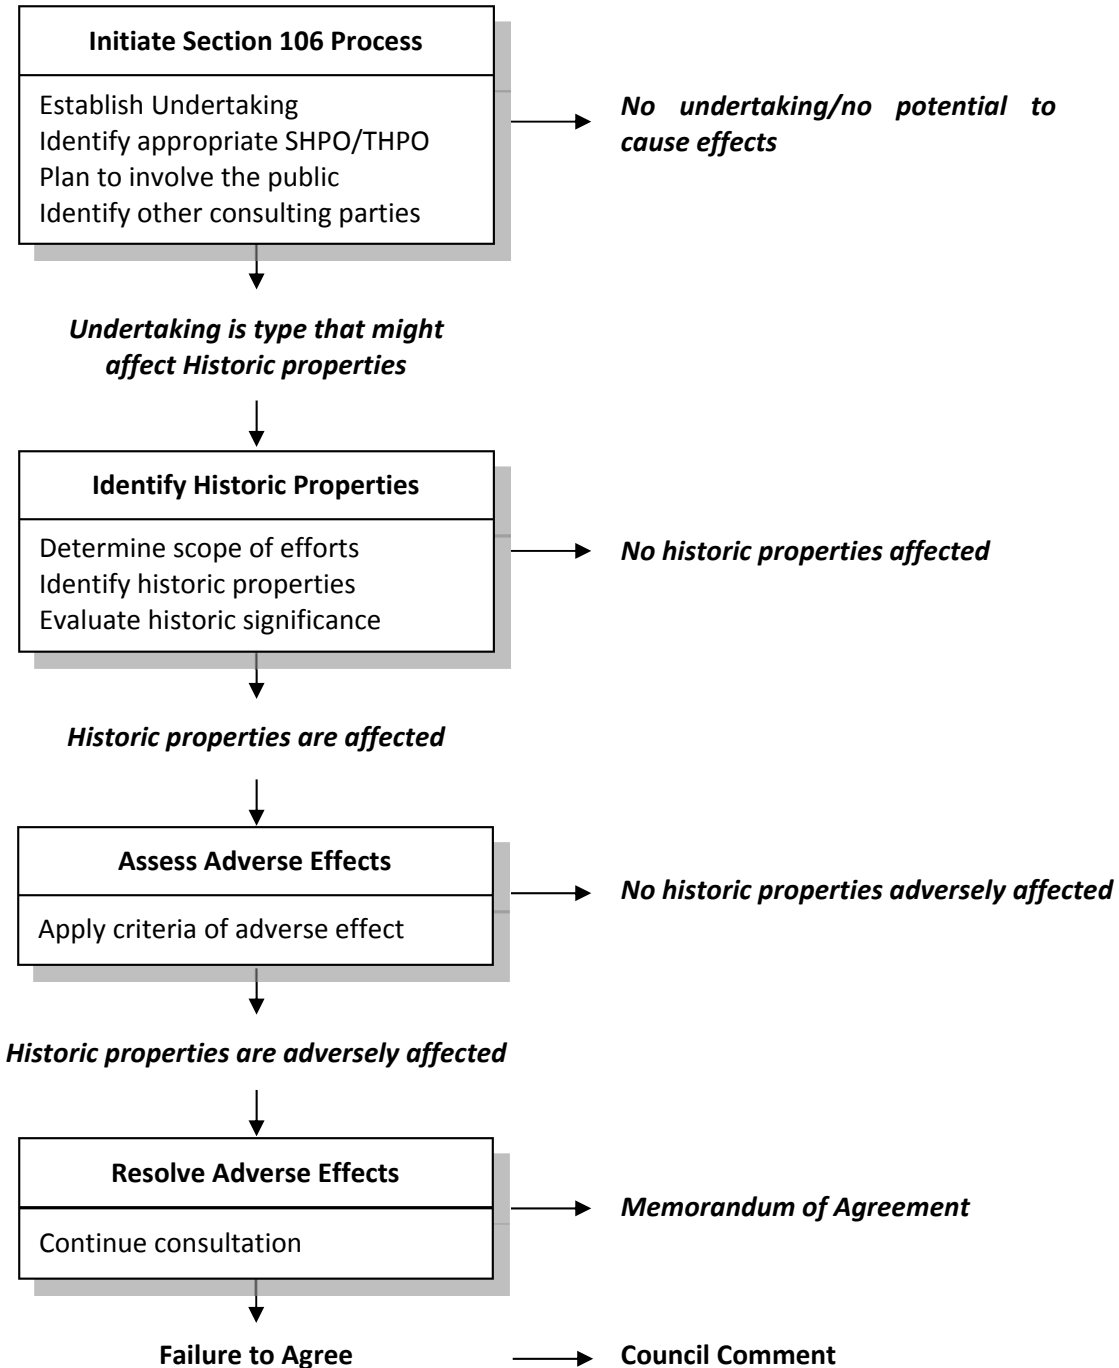 Initiate Section 106 Process
Establish Undertaking
Identify appropriate SHPO/THPO
Plan to involve the public
Identify other consulting parties
No undertaking/no potential to
cause effects
Undertaking is type that might
affect Historic properties
Identify Historic Properties
Determine scope of efforts
Identify historic properties
Evaluate historic significance
No historic properties affected
Historic properties are affected
Assess Adverse Effects
Apply criteria of adverse effect
No historic properties adversely affected
Historic properties are adversely affected
Resolve Adverse Effects
Continue consultation
Memorandum of Agreement
Failure to Agree
Council Comment